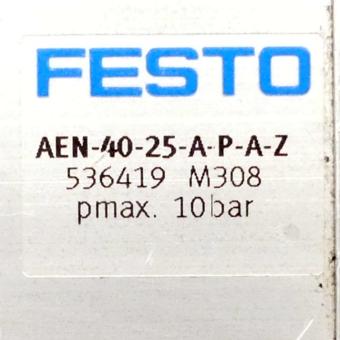 FESTO
AEN-40-25-A-P-A-Z
536419 M308
pmax. 10bar